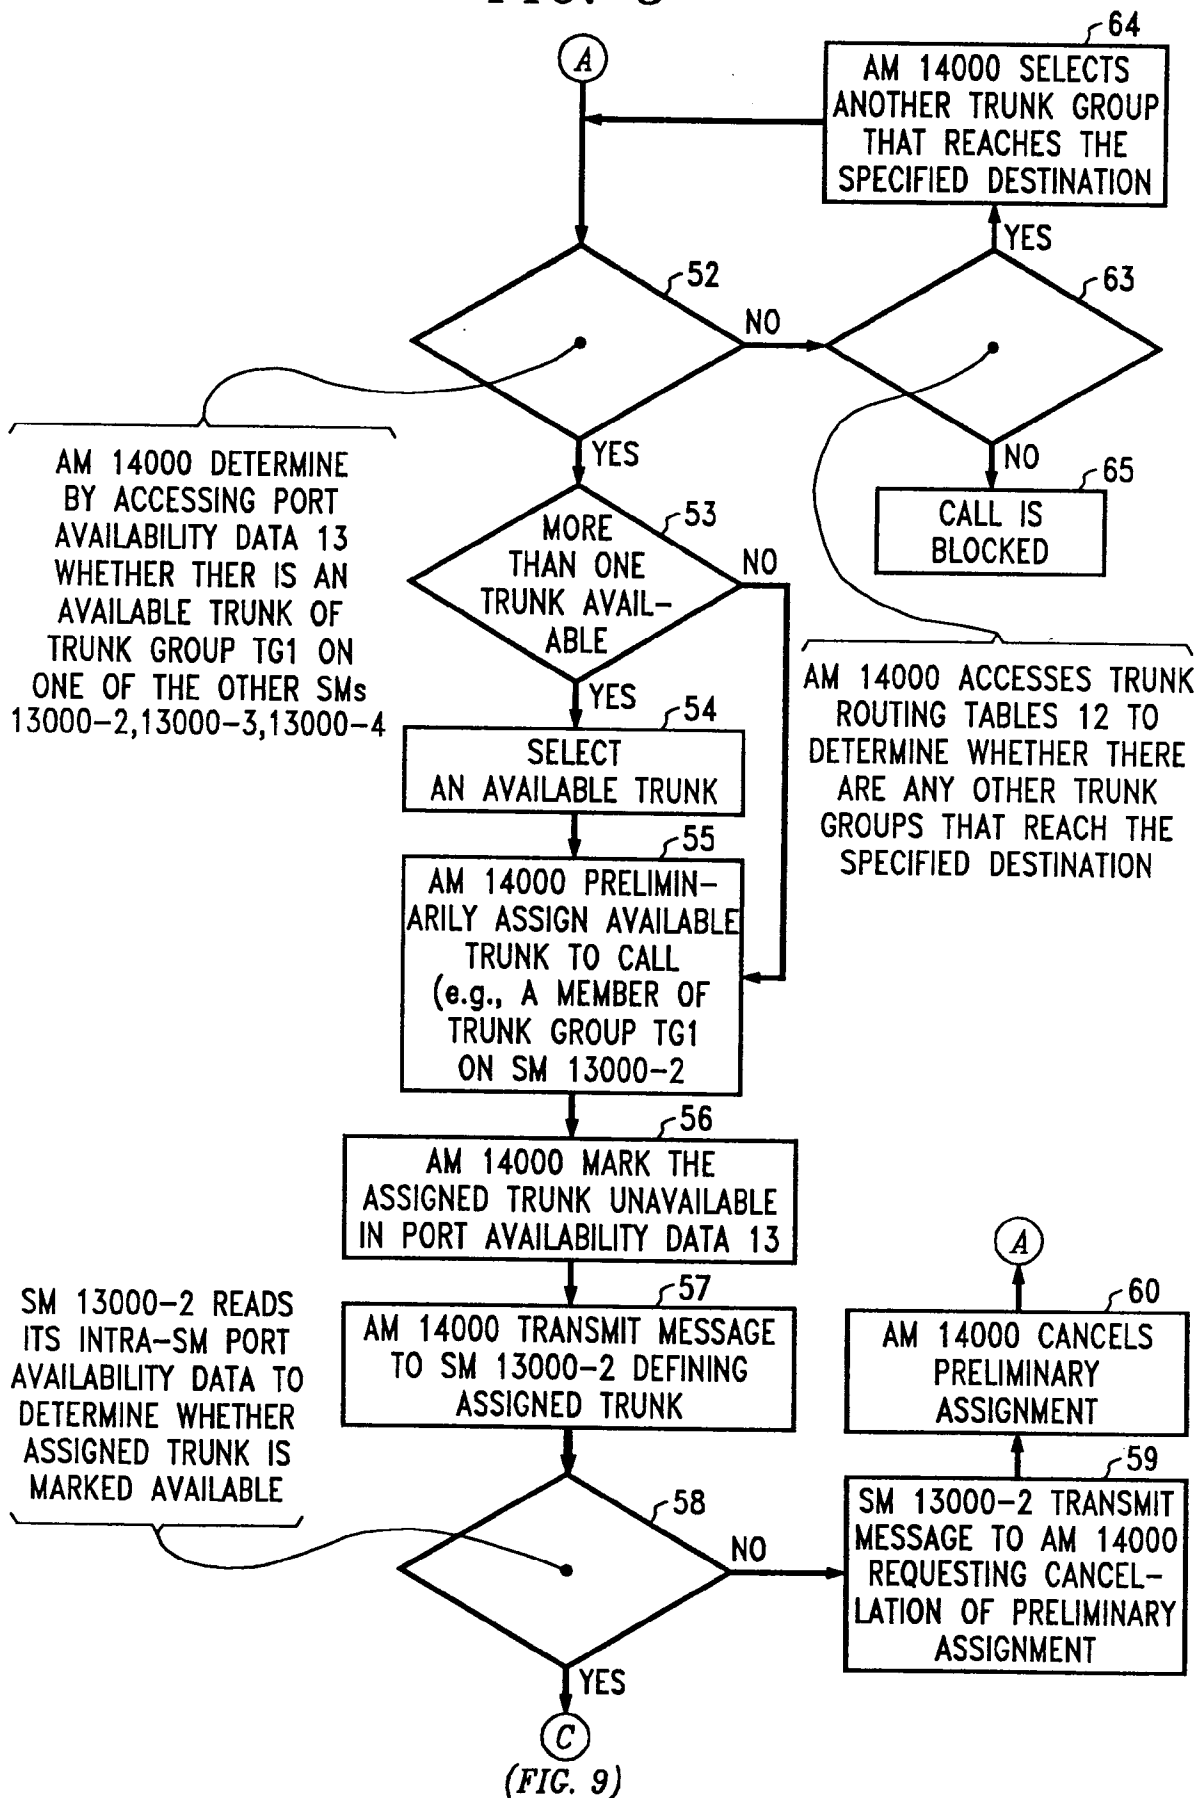 A
64
AM 14000 SELECTS
ANOTHER TRUNK GROUP
THAT REACHES THE
SPECIFIED DESTINATION
YES
52
63
NO
YES
NO
65
CALL IS
BLOCKED
AM 14000 DETERMINE
BY ACCESSING PORT
AVAILABILITY DATA 13
WHETHER THER IS AN
AVAILABLE TRUNK OF
TRUNK GROUP TG1 ON
ONE OF THE OTHER SMs
13000-2,13000-3,13000-4
53
MORE
THAN ONE
TRUNK AVAIL-
ABLE
NO
YES
AM 14000 ACCESSES TRUNK
ROUTING TABLES 12 TO
DETERMINE WHETHER THERE
ARE ANY OTHER TRUNK
GROUPS THAT REACH THE
SPECIFIED DESTINATION
54
SELECT
AN AVAILABLE TRUNK
55
AM 14000 PRELIMIN-
ARILY ASSIGN AVAILABLE
TRUNK TO CALL
(e.g., A MEMBER OF
TRUNK GROUP TG1
ON SM 13000-2
56
AM 14000 MARK THE
ASSIGNED TRUNK UNAVAILABLE
IN PORT AVAILABILITY DATA 13
57
AM 14000 TRANSMIT MESSAGE
TO SM 13000-2 DEFINING
ASSIGNED TRUNK
SM 13000-2 READS
ITS INTRA-SM PORT
AVAILABILITY DATA TO
DETERMINE WHETHER
ASSIGNED TRUNK IS
MARKED AVAILABLE
58
NO
A
60
AM 14000 CANCELS
PRELIMINARY
ASSIGNMENT
59
SM 13000-2 TRANSMIT
MESSAGE TO AM 14000
REQUESTING CANCEL-
LATION OF PRELIMINARY
ASSIGNMENT
YES
C
(FIG. 9)